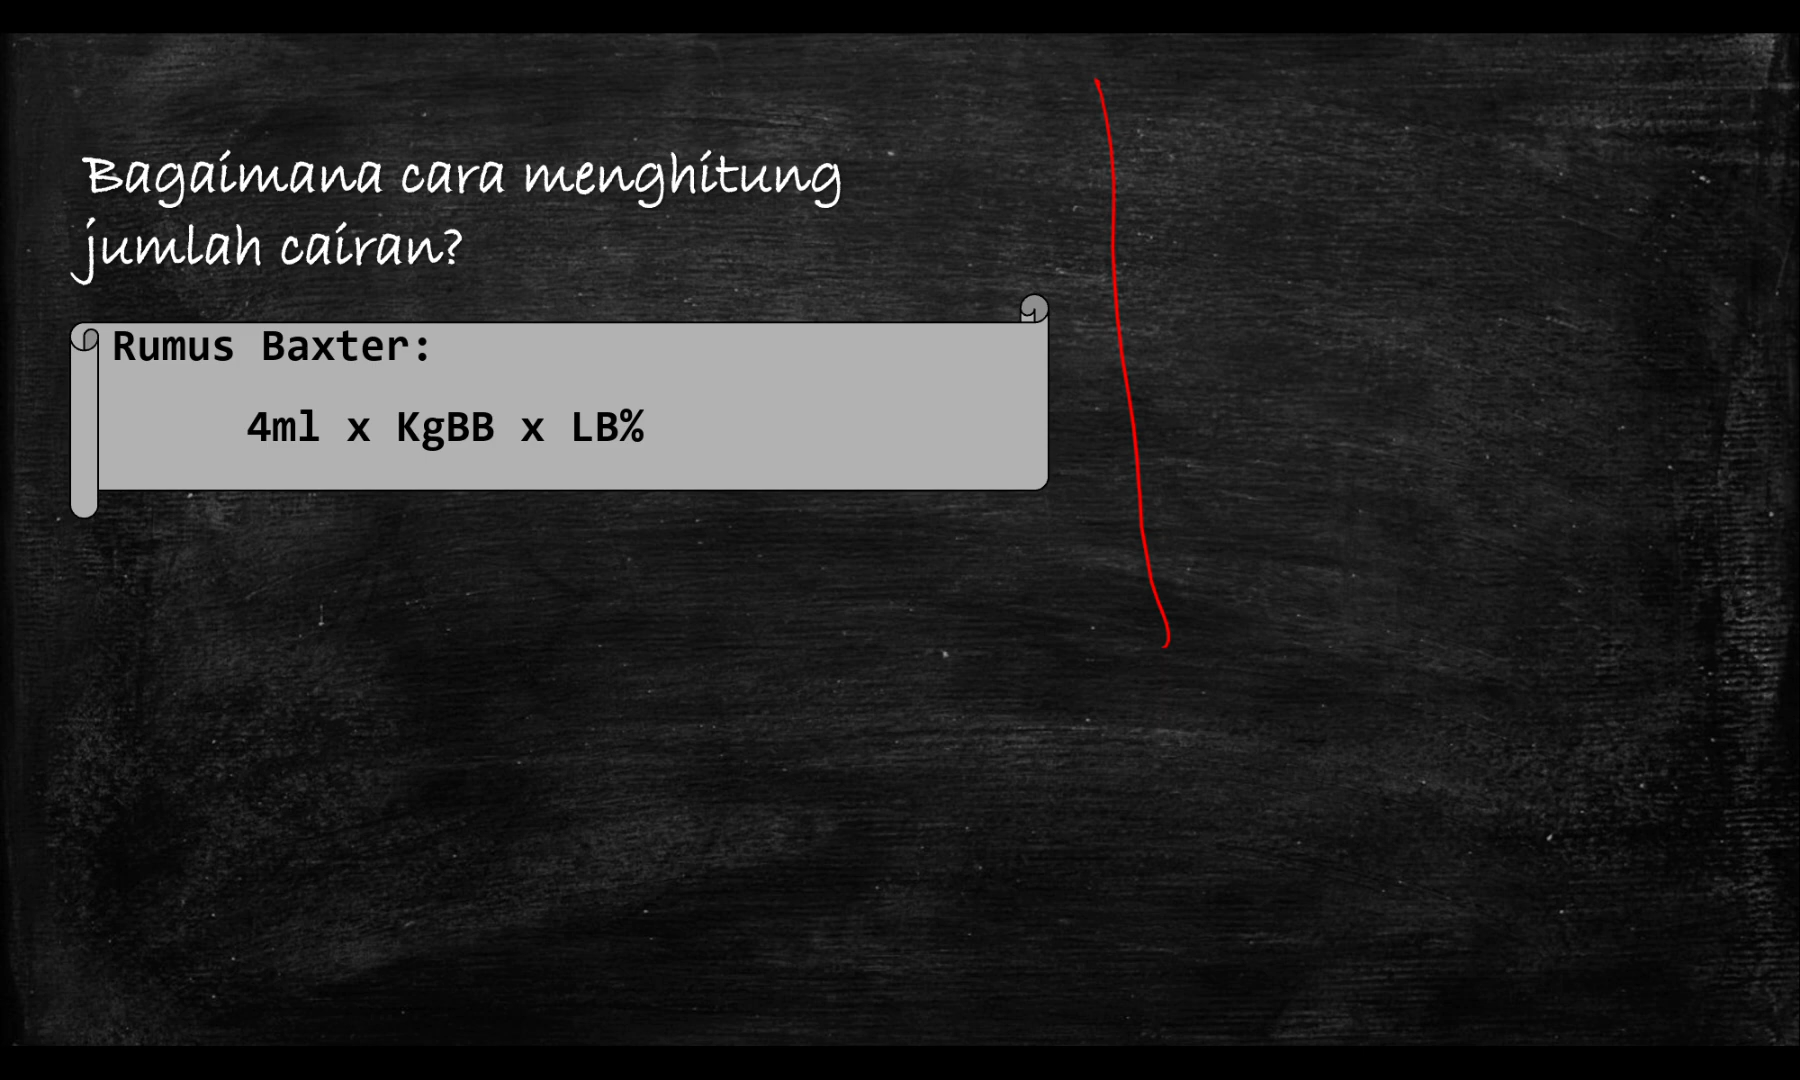 Bagaimana cara menghitung
jumlah cairan?
Rumus Baxter:
4ml x KgBB x LB%